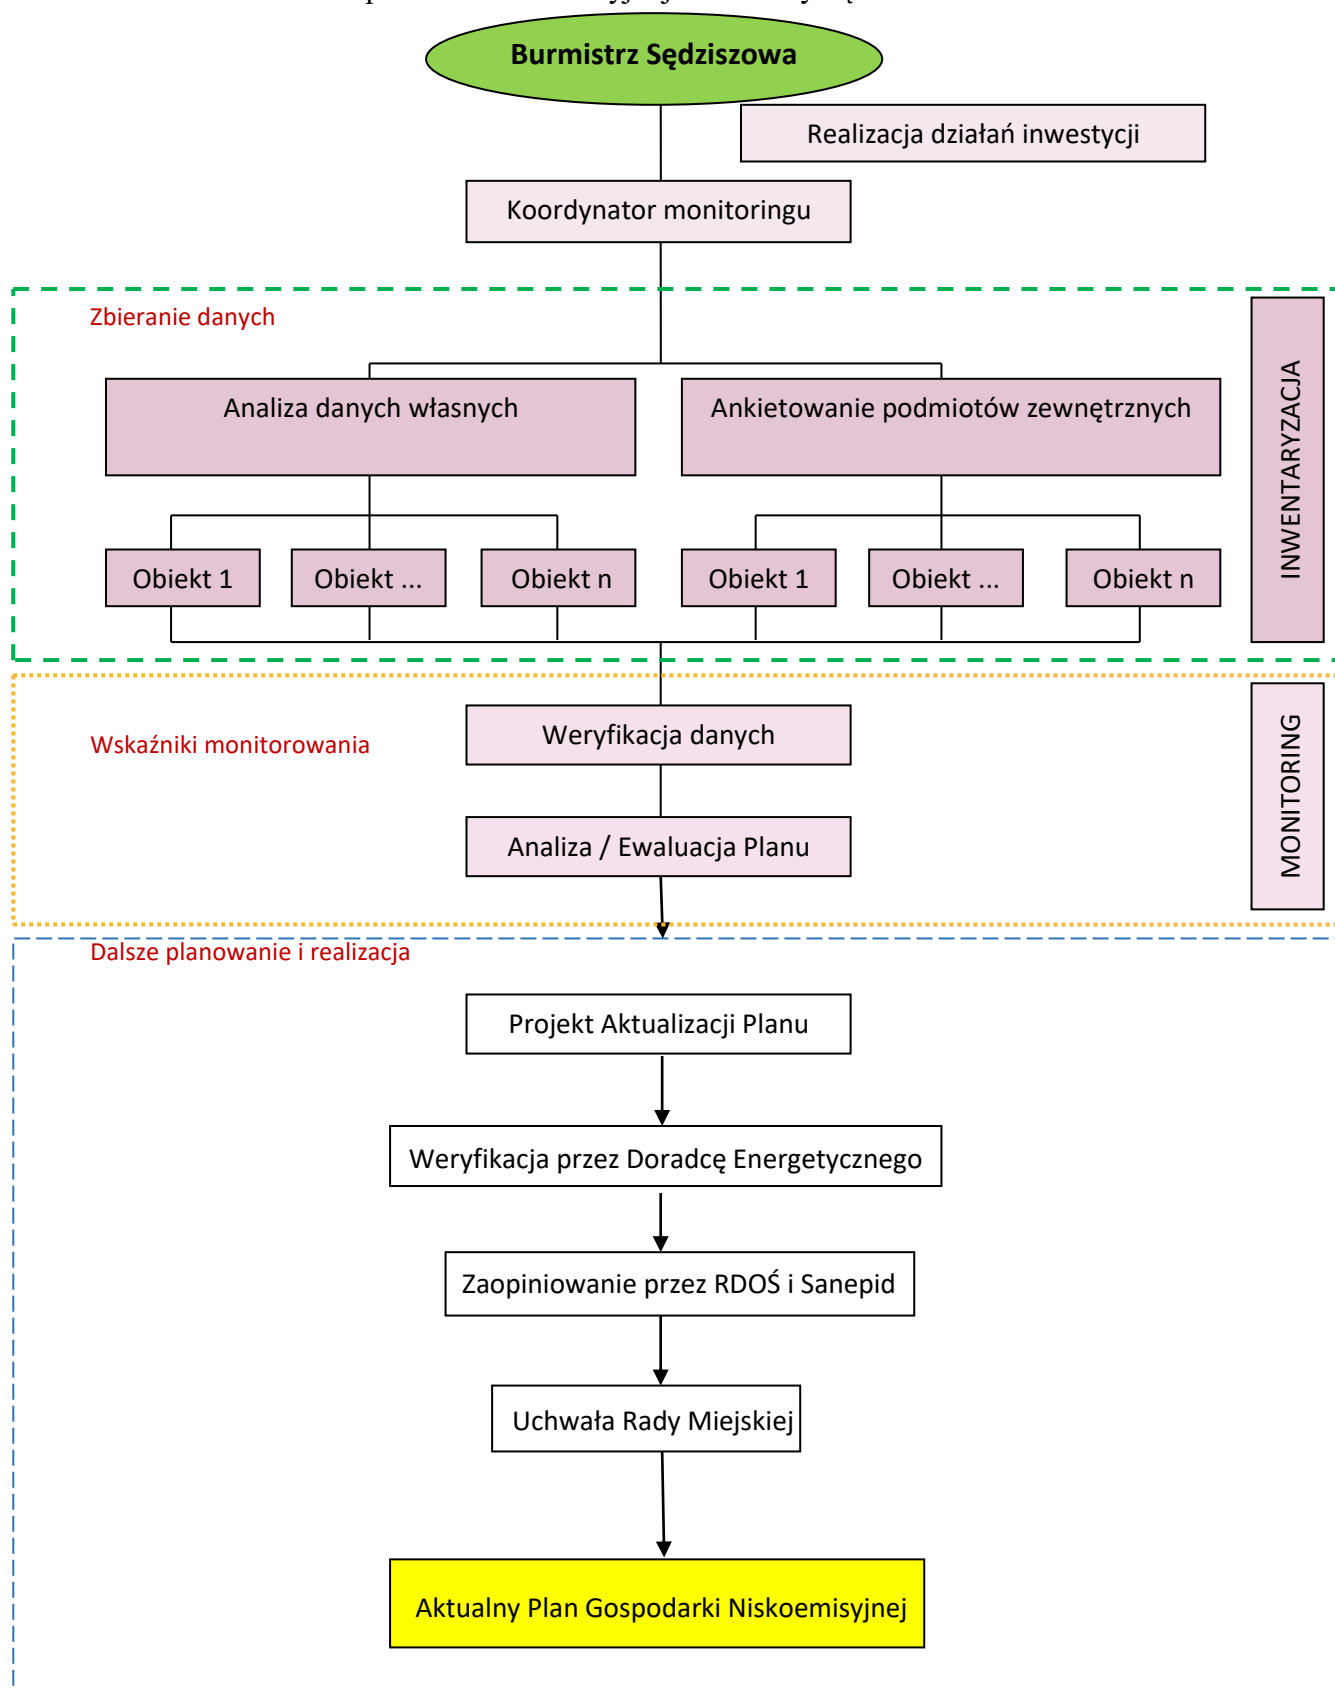 Burmistrz Sędziszowa
Realizacja działań inwestycji
Koordynator monitoringu
Zbieranie danych
INWENTARYZACJA
Analiza danych własnych
Ankietowanie podmiotów zewnętrznych
Obiekt 1
Obiekt ...
Obiekt n
Obiekt 1
Obiekt ...
Obiekt n
Wskaźniki monitorowania
Weryfikacja danych
MONITORING
Analiza / Ewaluacja Planu
Dalsze planowanie i realizacja
Projekt Aktualizacji Planu
Weryfikacja przez Doradcę Energetycznego
Zaopiniowanie przez RDOŚ i Sanepid
Uchwała Rady Miejskiej
Aktualny Plan Gospodarki Niskoemisyjnej